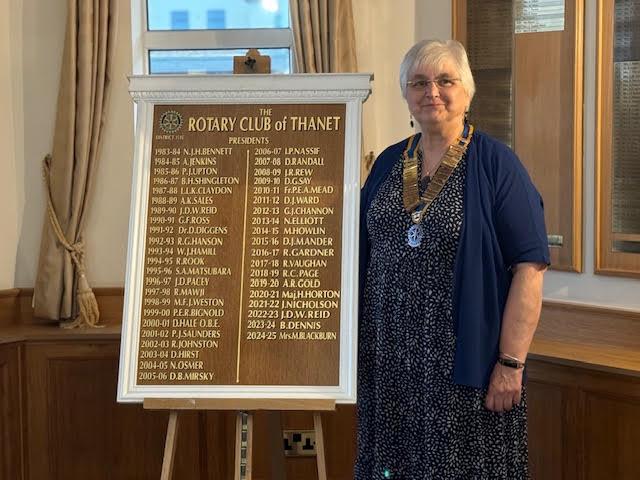 THE
ROTARY CLUB of THANET
DISTRICT 1120
PRESIDENTS
1983-84 N.J.H.BENNETT
1984-85 A.JENKINS
1985-86 P.J.UPTON
1986-87 B.H.SHINGLETON
1987-88 L.L.K.CLAYDON
1988-89 A.K.SALES
1989-90 J.D.W.REID
1990-91 G.F.ROSS
1991-92 Dr.D.DIGGENS
1992-93 R.G.HANSON
1993-94 W.J.HAMILL
1994-95 R.ROOK
1995-96 S.A.MATSUBARA
1996-97 J.D.PACEY
1997-98 R.MAWJI
1998-99 M.F.J.WESTON
1999-00 P.E.R.BIGNOLD
2000-01 D.HALE O.B.E.
2001-02 P.J.SAUNDERS
2002-03 R.JOHNSTON
2003-04 D.HIRST
2004-05 N.OSMER
2005-06 D.B.MIRSKY
2006-07 I.P.NASSIF
2007-08 D.RANDALL
2008-09 J.R.REW
2009-10 D.G.SAY
2010-11 Fr.P.E.A.MEAD
2011-12 D.J.WARD
2012-13 G.J.CHANNON
2013-14 N.ELLIOTT
2014-15 M.HOWLIN
2015-16 D.J.MANDER
2016-17 R.GARDNER
2017-18 R.VAUGHAN
2018-19 R.C.PAGE
2019-20 A.R.GOLD
2020-21 Maj.H.HORTON
2021-22 J.NICHOLSON
2022-23 J.D.W.REID
2023-24 B.DENNIS
2024-25 Mrs.M.BLACKBURN